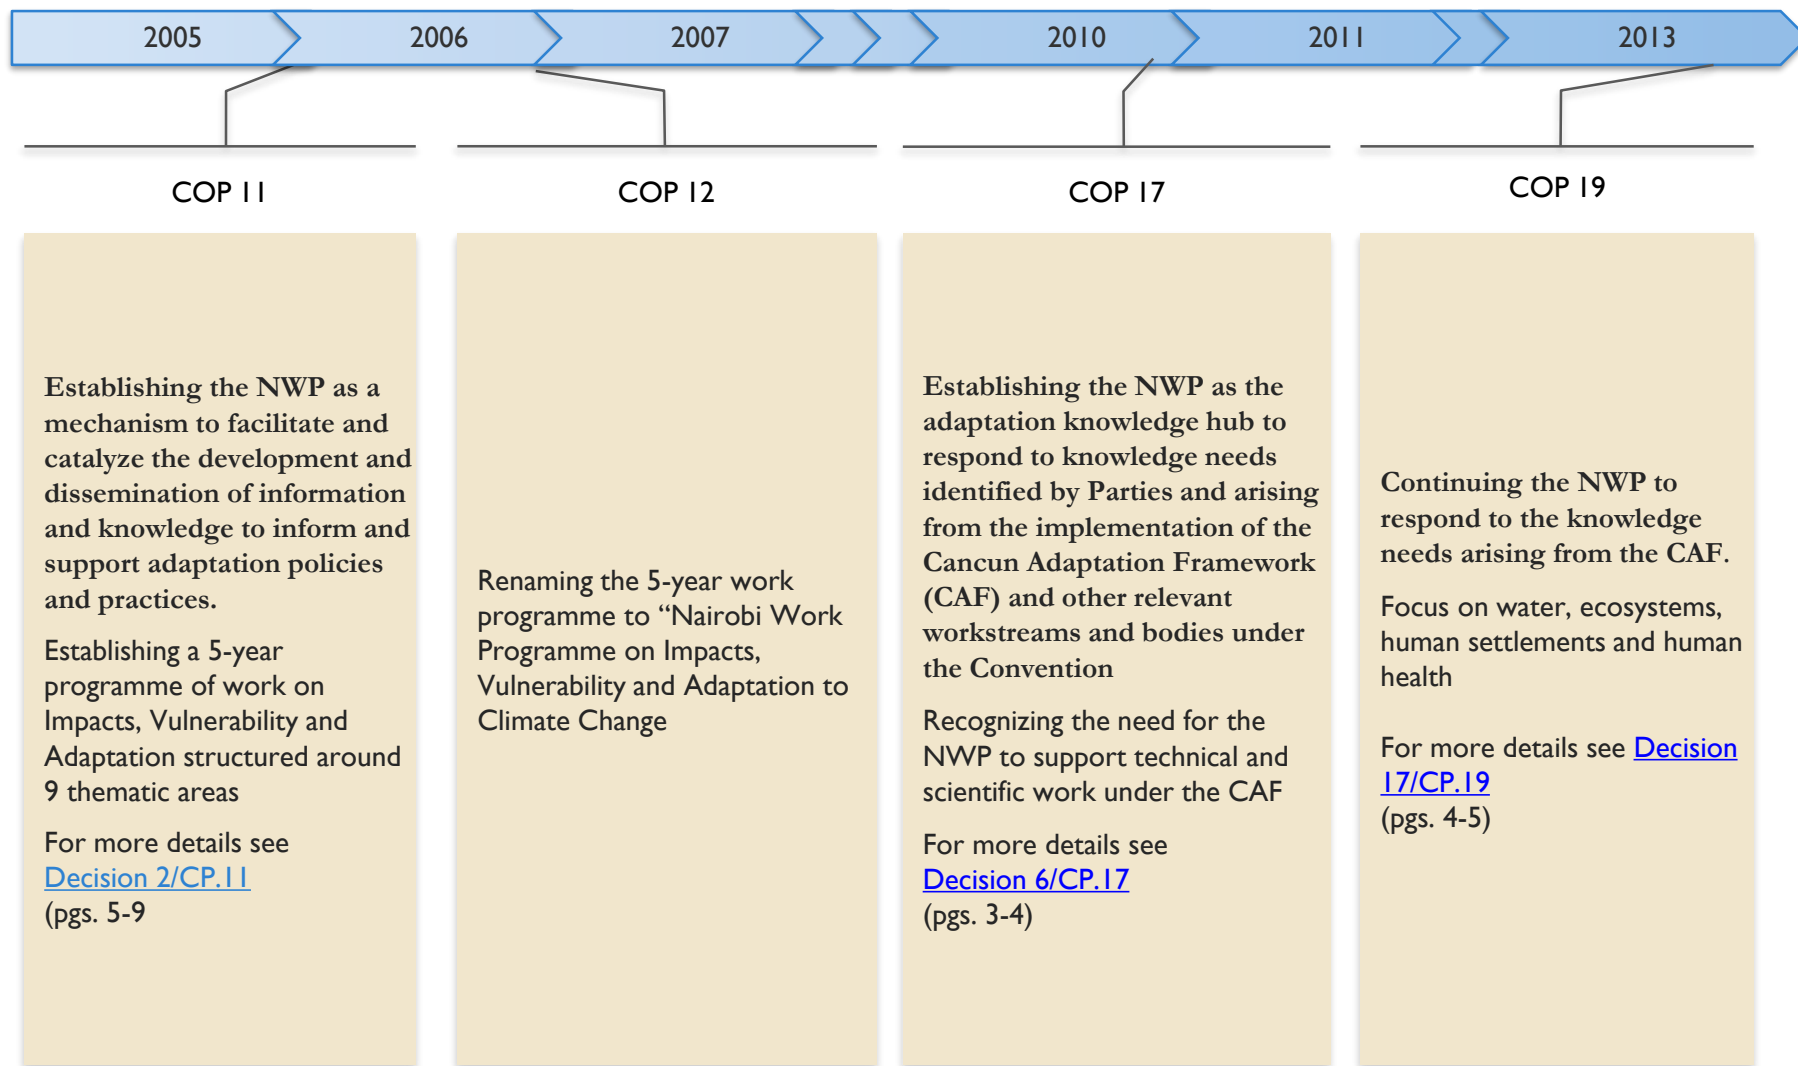 2005
2006
2007
2010
2011
2013
COP 11
COP 12
COP 17
COP 19
Establishing the NWP as a
mechanism to facilitate and
catalyze the development and
dissemination of information
and knowledge to inform and
support adaptation policies
and practices.
Establishing a 5-year
programme of work on
Impacts, Vulnerability and
Adaptation structured around
9 thematic areas
For more details see
Decision 2/CP.11
(pgs. 5-9
Renaming the 5-year work
programme to “Nairobi Work
Programme on Impacts,
Vulnerability and Adaptation to
Climate Change
Establishing the NWP as the
adaptation knowledge hub to
respond to knowledge needs
identified by Parties and arising
from the implementation of the
Cancun Adaptation Framework
(CAF) and other relevant
workstreams and bodies under
the Convention
Recognizing the need for the
NWP to support technical and
scientific work under the CAF
For more details see
Decision 6/CP.17
(pgs. 3-4)
Continuing the NWP to
respond to the knowledge
needs arising from the CAF.
Focus on water, ecosystems,
human settlements and human
health
For more details see Decision
17/CP.19
(pgs. 4-5)